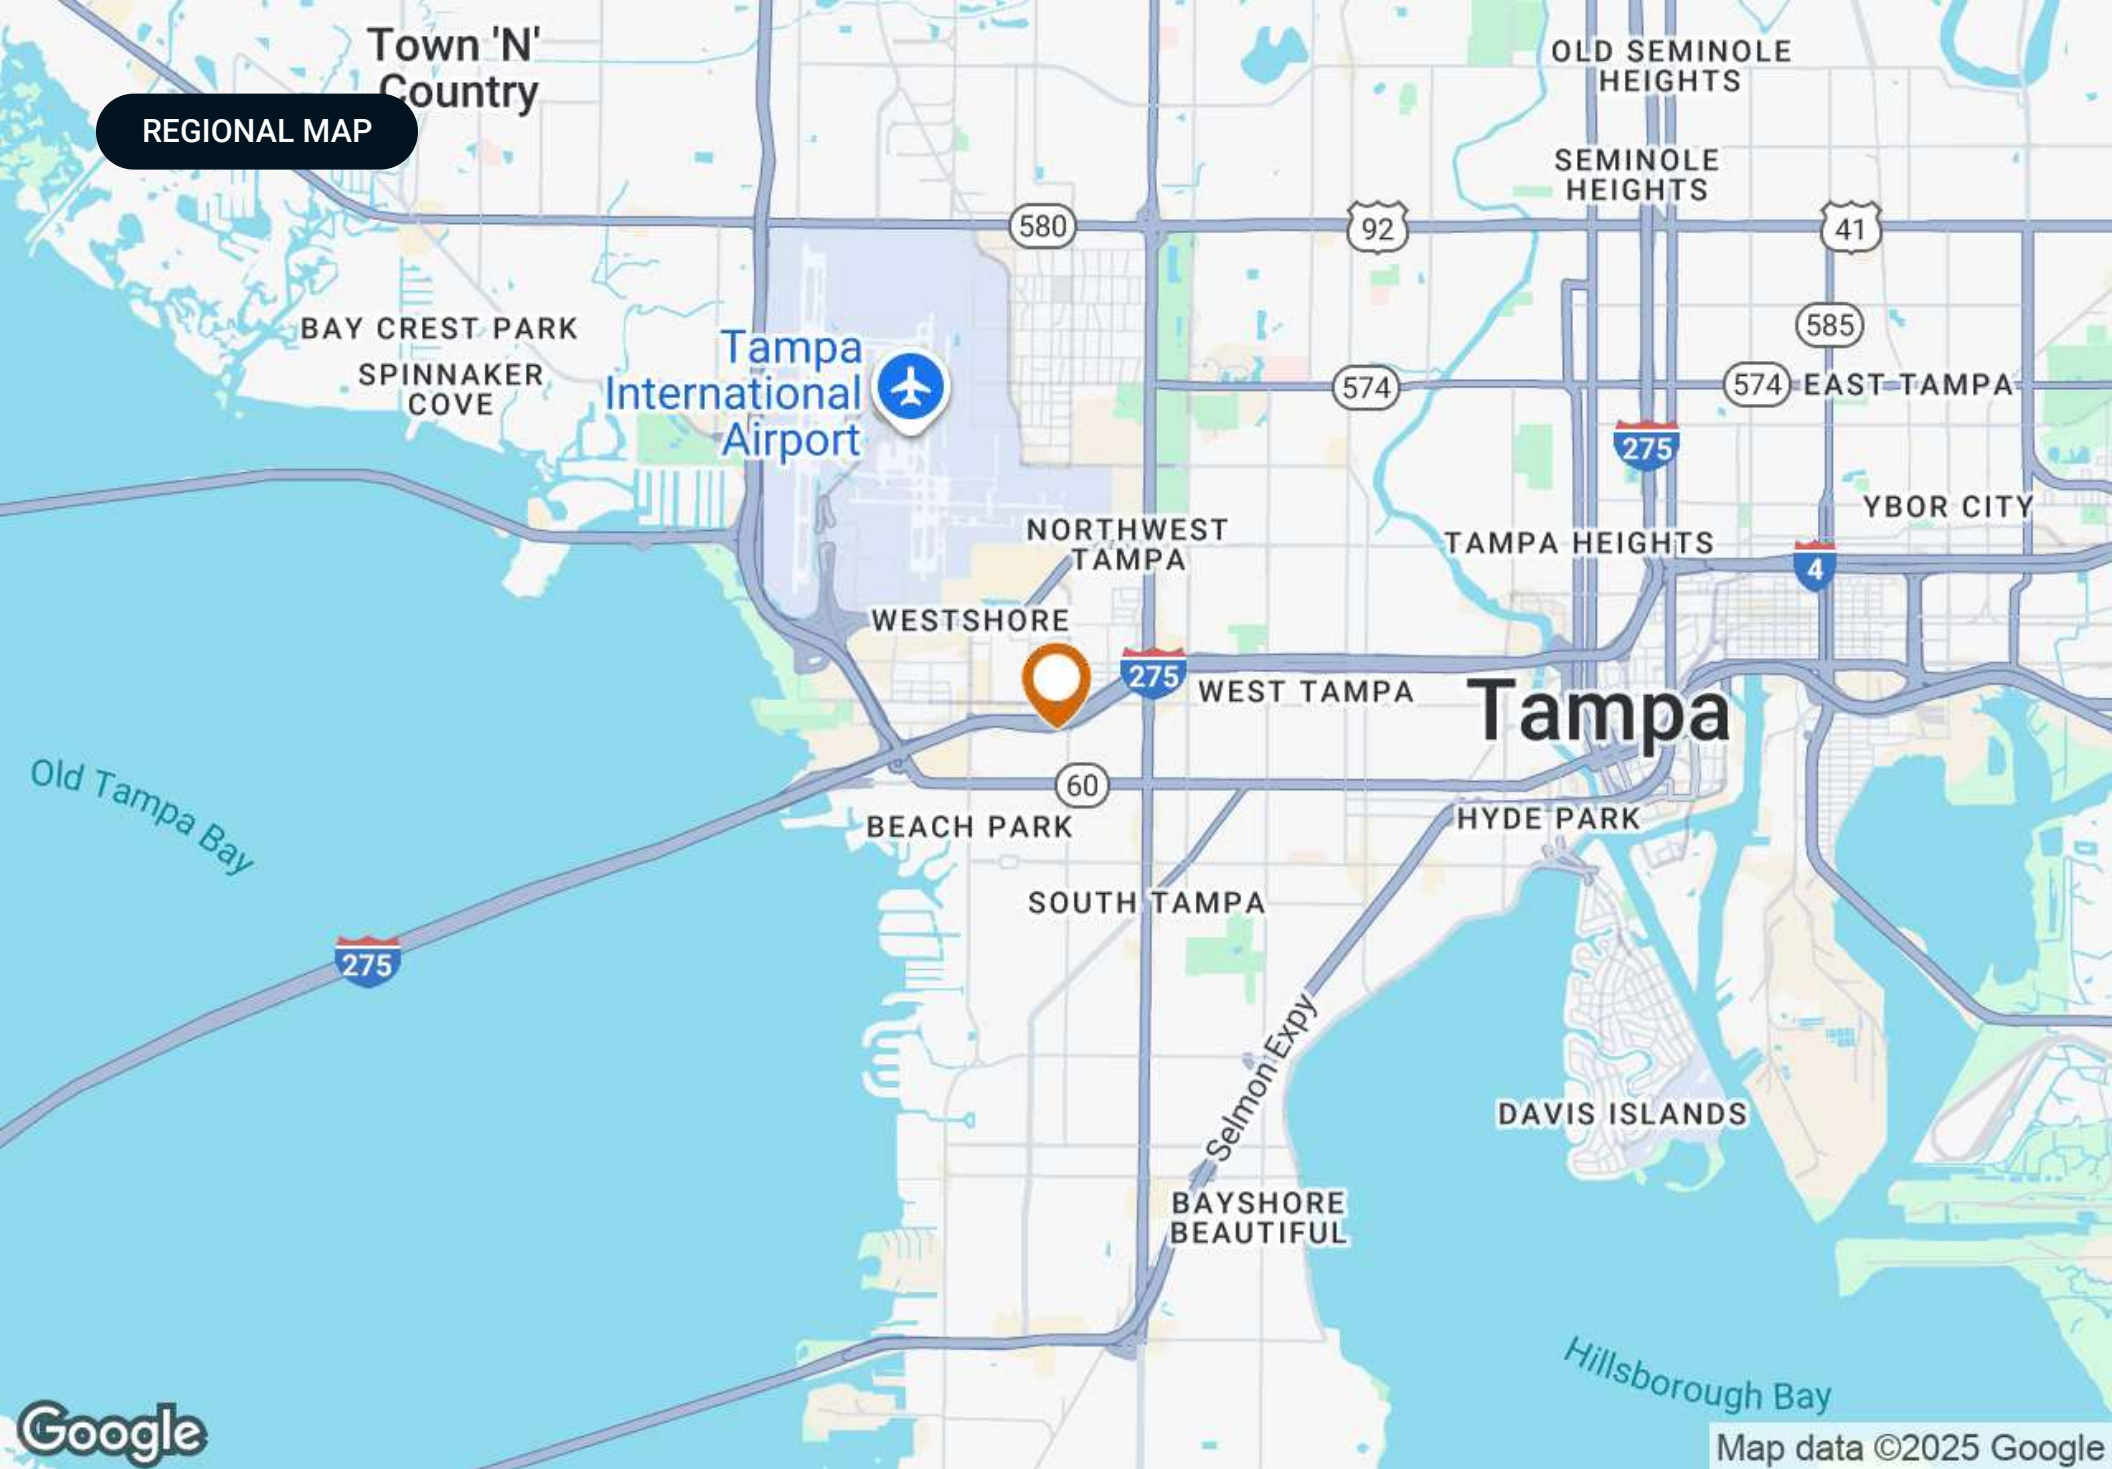 Town 'N'
Country
REGIONAL MAP
OLD SEMINOLE
HEIGHTS
SEMINOLE
HEIGHTS
580
92
41
BAY CREST PARK
SPINNAKER
COVE
Tampa
International
Airport
585
574
574
EAST TAMPA
275
YBOR CITY
NORTHWEST
TAMPA
TAMPA HEIGHTS
4
WESTSHORE
275
WEST TAMPA
Tampa
Old Tampa Bay
60
BEACH PARK
HYDE PARK
SOUTH TAMPA
275
Selmon Expy
DAVIS ISLANDS
BAYSHORE
BEAUTIFUL
Hillsborough Bay
Google
Map data ©2025 Google